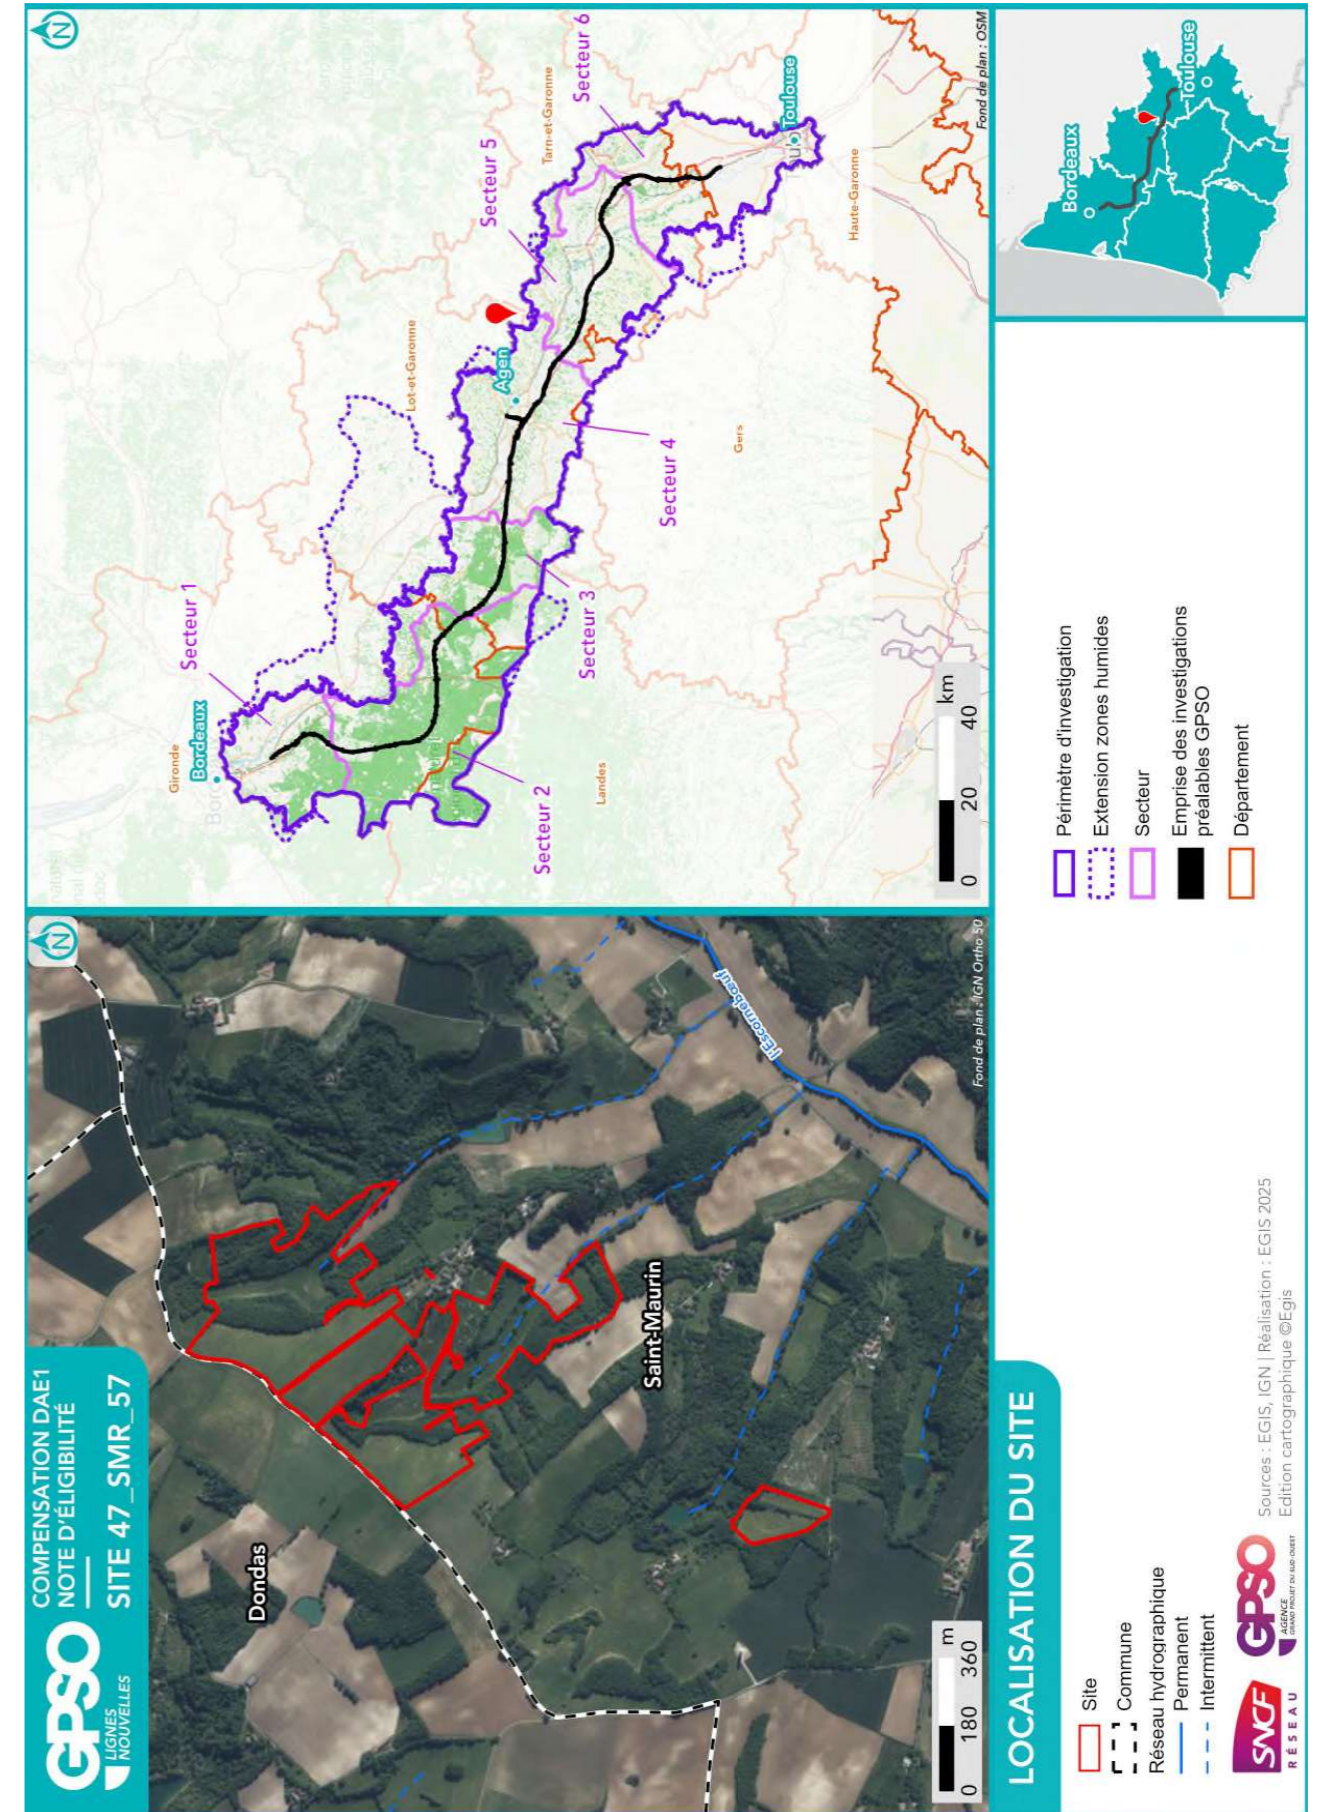 GPSO
LIGNES
NOUVELLES
COMPENSATION DAE1
NOTE D'ÉLIGIBILITÉ
SITE 47_SMR_57
N
Dondas
Saint-Maurin
l'Escorneboeuf
0 180 360 m
Fond de plan : IGN Ortho 50
N
Gironde
Bordeaux
Secteur 1
Lot-et-Garonne
Agen
Secteur 5
Tarn-et-Garonne
Secteur 6
Toulouse
Haute-Garonne
Secteur 2
Landes
Secteur 3
Secteur 4
Gers
0 20 40 km
Fond de plan : OSM
LOCALISATION DU SITE
Site
Commune
Réseau hydrographique
Permanent
Intermittent
Périmètre d'investigation
Extension zones humides
Secteur
Emprise des investigations
préalables GPSO
Département
Bordeaux
Toulouse
SNCF
RÉSEAU
GPSO
AGENCE
GRAND PROJET DU SUD-OUEST
Sources : EGIS, IGN | Réalisation : EGIS 2025
Edition cartographique ©Egis